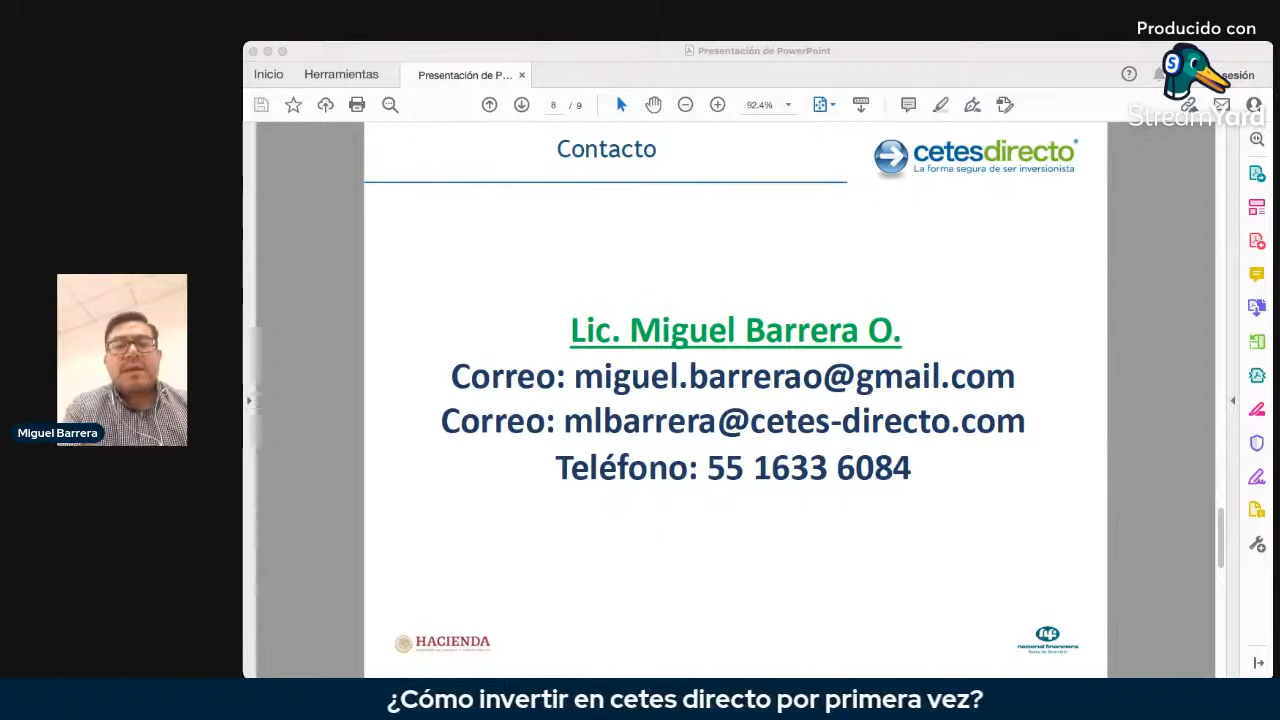 Producido con
StreamYard
Presentación de PowerPoint
Inicio
Herramientas
Presentación de P...
sesión
8 / 9
92.4%
Contacto
cetesdirecto
La forma segura de ser inversionista
Lic. Miguel Barrera O.
Correo: miguel.barrerao@gmail.com
Correo: mlbarrera@cetes-directo.com
Teléfono: 55 1633 6084
Miguel Barrera
HACIENDA
nacional financiera
¿Cómo invertir en cetes directo por primera vez?